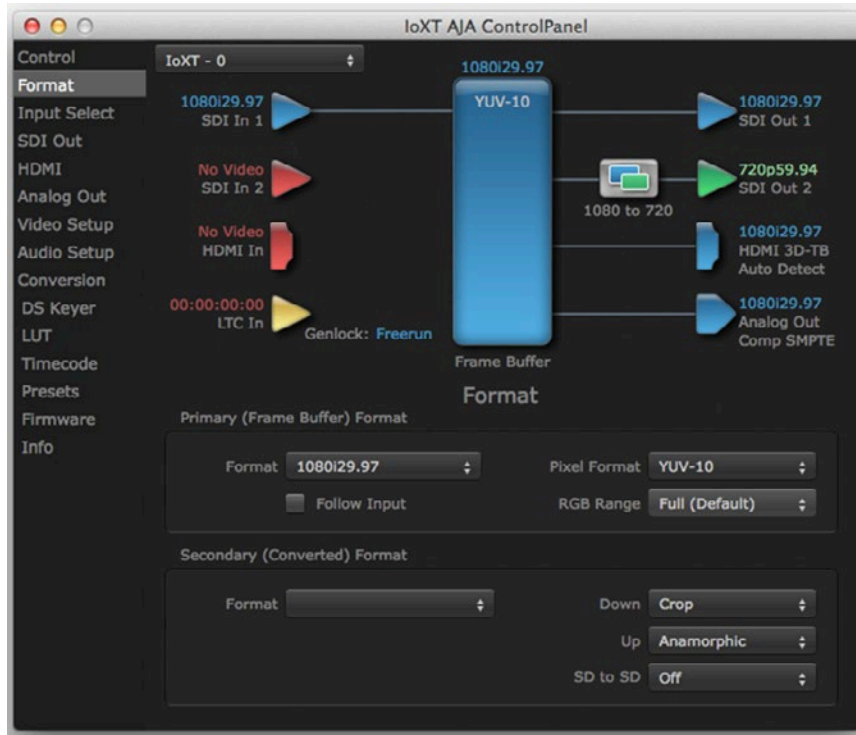 IoXT AJA ControlPanel
Control
Format
Input Select
SDI Out
HDMI
Analog Out
Video Setup
Audio Setup
Conversion
DS Keyer
LUT
Timecode
Presets
Firmware
Info
IoXT - 0
1080i29.97
SDI In 1
No Video
SDI In 2
No Video
HDMI In
00:00:00:00
LTC In
Genlock: Freerun
1080i29.97
YUV-10
Frame Buffer
1080 to 720
1080i29.97
SDI Out 1
720p59.94
SDI Out 2
1080i29.97
HDMI 3D-TB
Auto Detect
1080i29.97
Analog Out
Comp SMPTE
Format
Primary (Frame Buffer) Format
Format 1080i29.97
Follow Input
Pixel Format YUV-10
RGB Range Full (Default)
Secondary (Converted) Format
Format
Down Crop
Up Anamorphic
SD to SD Off